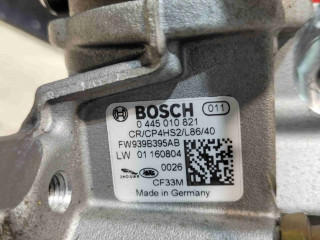 BOSCH 011
0 445 010 821
CR/CP4HS2/L86/40
FW939B395AB
LW 01 160804
0026
JAGUAR
CF33M
Made in Germany